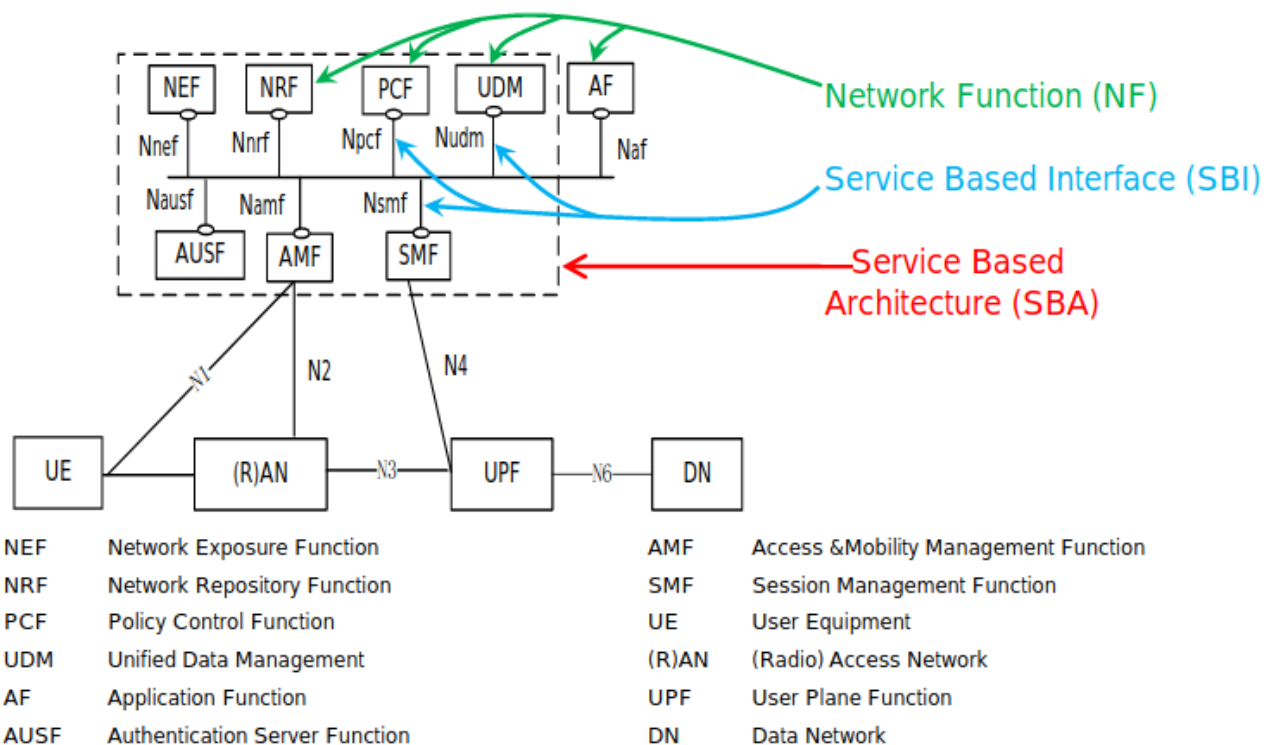 NEF NRF PCF UDM AF
Network Function (NF)
Nnef Nnrf Npcf Nudm Naf
Service Based Interface (SBI)
Nausf Namf Nsmf
AUSF AMF SMF
Service Based
Architecture (SBA)
N1 N2 N4
UE (R)AN N3 UPF N6 DN
NEF Network Exposure Function
NRF Network Repository Function
PCF Policy Control Function
UDM Unified Data Management
AF Application Function
AUSF Authentication Server Function
AMF Access &Mobility Management Function
SMF Session Management Function
UE User Equipment
(R)AN (Radio) Access Network
UPF User Plane Function
DN Data Network